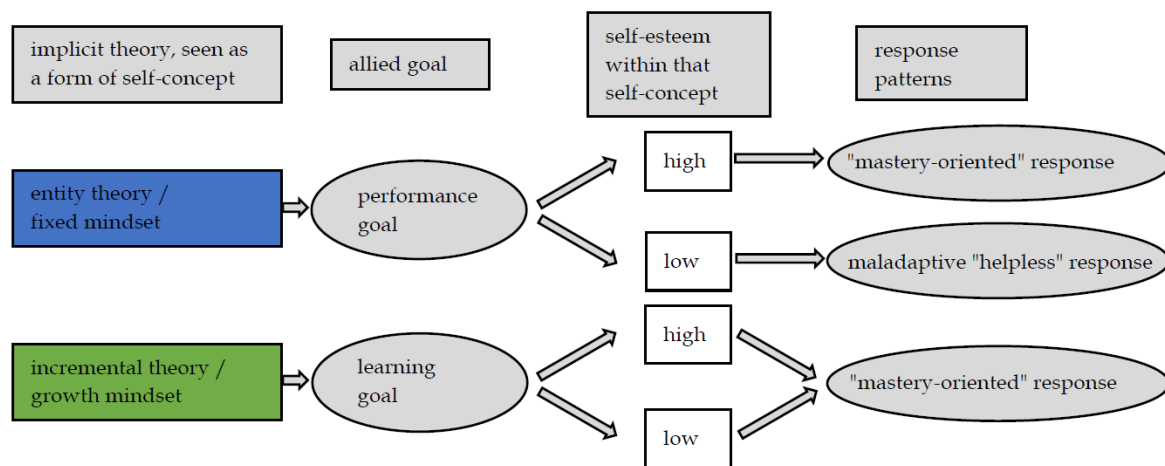 implicit theory, seen as
a form of self-concept
allied goal
self-esteem
within that
self-concept
response
patterns
entity theory /
fixed mindset
performance
goal
high
"mastery-oriented" response
low
maladaptive "helpless" response
incremental theory /
growth mindset
learning
goal
high
low
"mastery-oriented" response